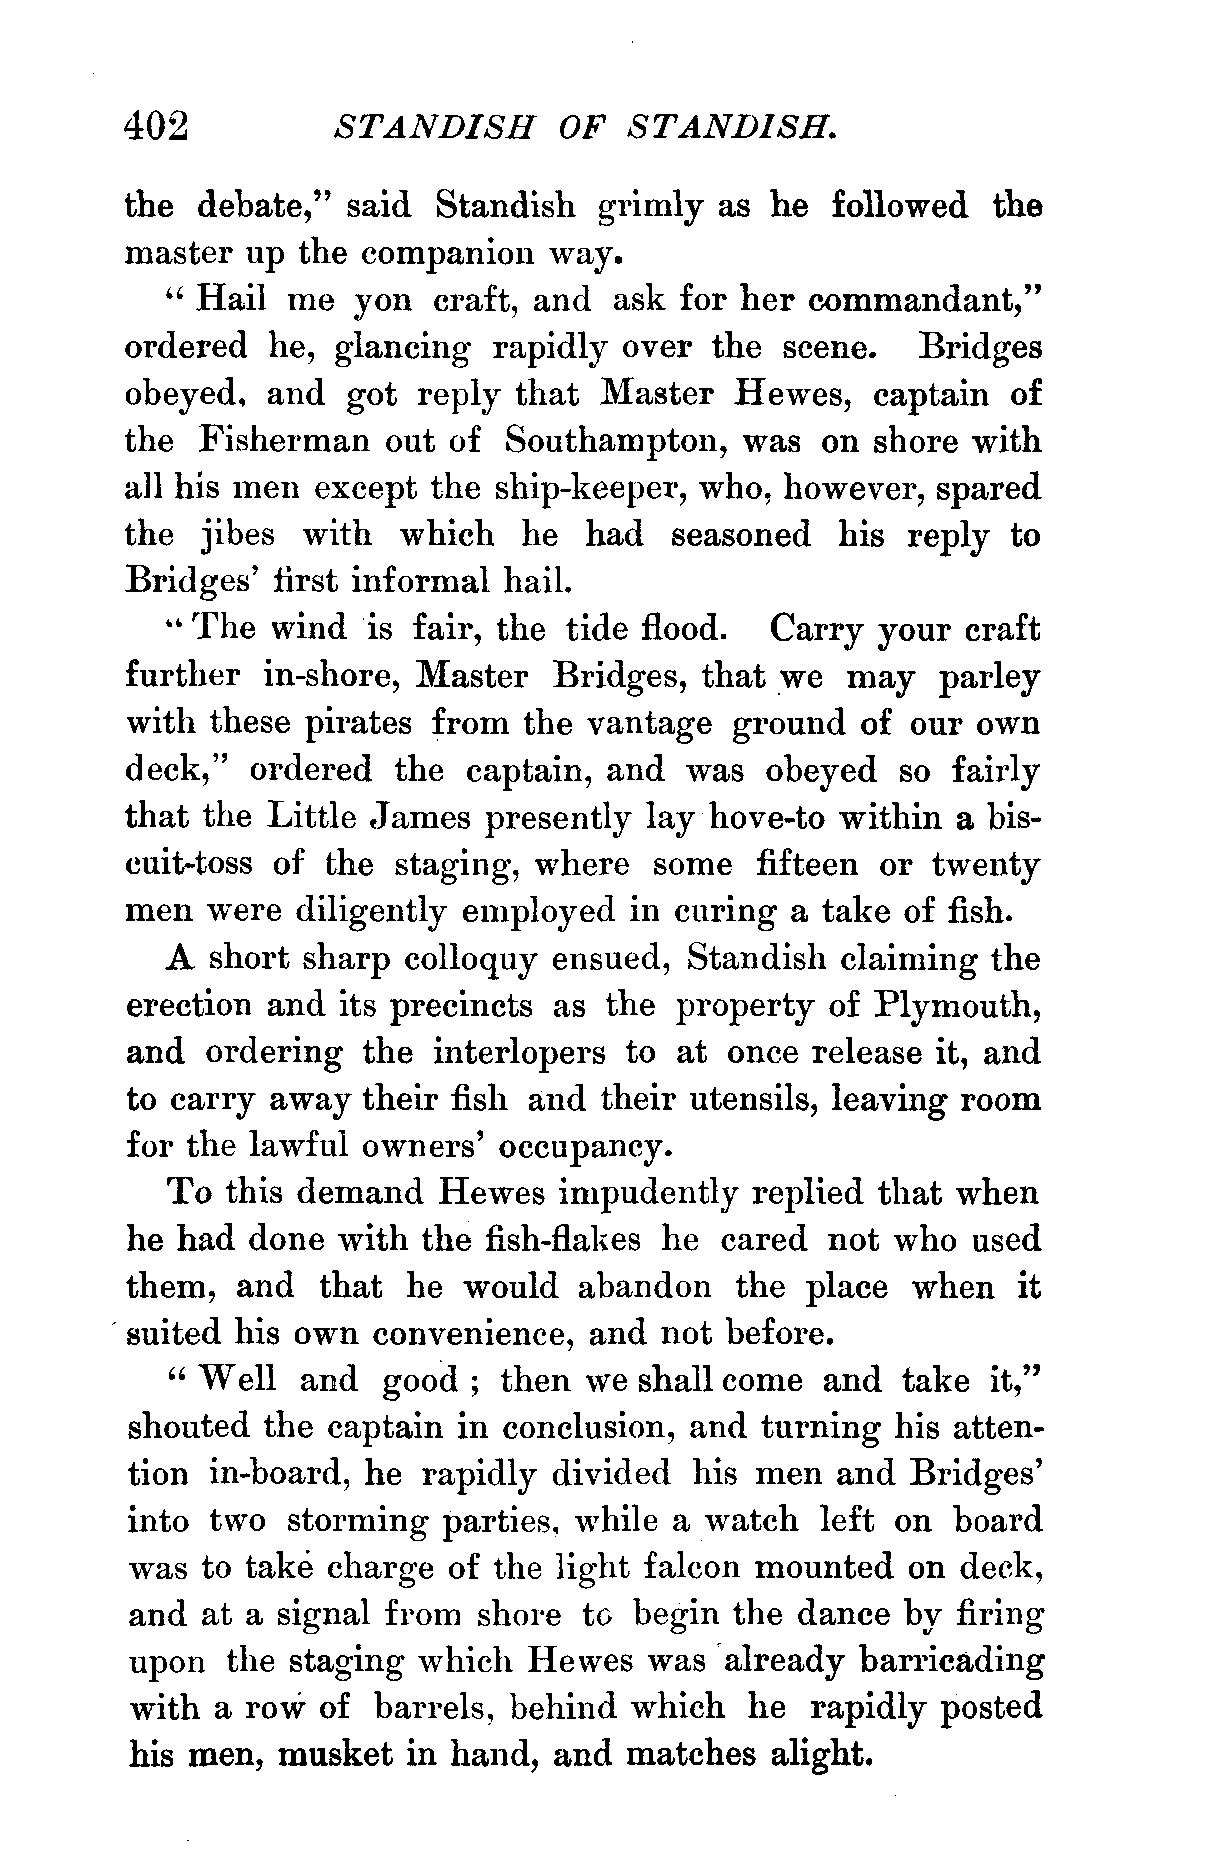 402 STANDISH OF STANDISH.
the debate," said Standish grimly as he followed the
master up the companion way.
" Hail me yon craft, and ask for her commandant,"
ordered he, glancing rapidly over the scene. Bridges
obeyed, and got reply that Master Hewes, captain of
the Fisherman out of Southampton, was on shore with
all his men except the ship-keeper, who, however, spared
the jibes with which he had seasoned his reply to
Bridges' first informal hail.
" The wind is fair, the tide flood. Carry your craft
further in-shore, Master Bridges, that we may parley
with these pirates from the vantage ground of our own
deck," ordered the captain, and was obeyed so fairly
that the Little James presently lay hove-to within a bis-
cuit-toss of the staging, where some fifteen or twenty
men were diligently employed in curing a take of fish.
A short sharp colloquy ensued, Standish claiming the
erection and its precincts as the property of Plymouth,
and ordering the interlopers to at once release it, and
to carry away their fish and their utensils, leaving room
for the lawful owners' occupancy.
To this demand Hewes impudently replied that when
he had done with the fish-flakes he cared not who used
them, and that he would abandon the place when it
suited his own convenience, and not before.
" Well and good ; then we shall come and take it,"
shouted the captain in conclusion, and turning his atten-
tion in-board, he rapidly divided his men and Bridges'
into two storming parties, while a watch left on board
was to take charge of the light falcon mounted on deck,
and at a signal from shore to begin the dance by firing
upon the staging which Hewes was already barricading
with a row of barrels, behind which he rapidly posted
his men, musket in hand, and matches alight.